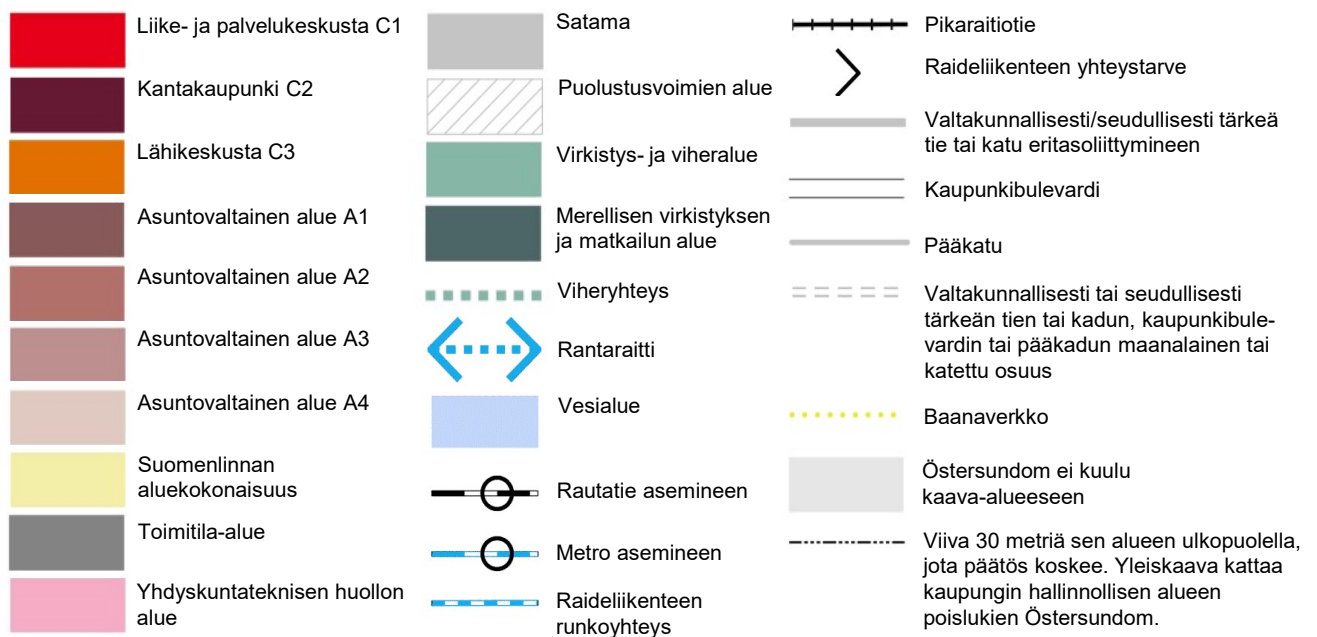 Liike- ja palvelukeskusta C1
Kantakaupunki C2
Lähikeskusta C3
Asuntovaltainen alue A1
Asuntovaltainen alue A2
Asuntovaltainen alue A3
Asuntovaltainen alue A4
Suomenlinnan
aluekokonaisuus
Toimitila-alue
Yhdyskuntateknisen huollon
alue
Satama
Puolustusvoimien alue
Virkistys- ja viheralue
Merellisen virkistyksen
ja matkailun alue
Viheryhteys
Rantaraitti
Vesialue
Rautatie asemineen
Metro asemineen
Raideliikenteen
runkoyhteys
Pikaraitiotie
Raideliikenteen yhteystarve
Valtakunnallisesti/seudullisesti tärkeä
tie tai katu eritasoliittymineen
Kaupunkibulevardi
Pääkatu
Valtakunnallisesti tai seudullisesti
tärkeän tien tai kadun, kaupunkibule-
vardin tai pääkadun maanalainen tai
katettu osuus
Baanaverkko
Östersundom ei kuulu
kaava-alueeseen
Viiva 30 metriä sen alueen ulkopuolella,
jota päätös koskee. Yleiskaava kattaa
kaupungin hallinnollisen alueen
poislukien Östersundom.